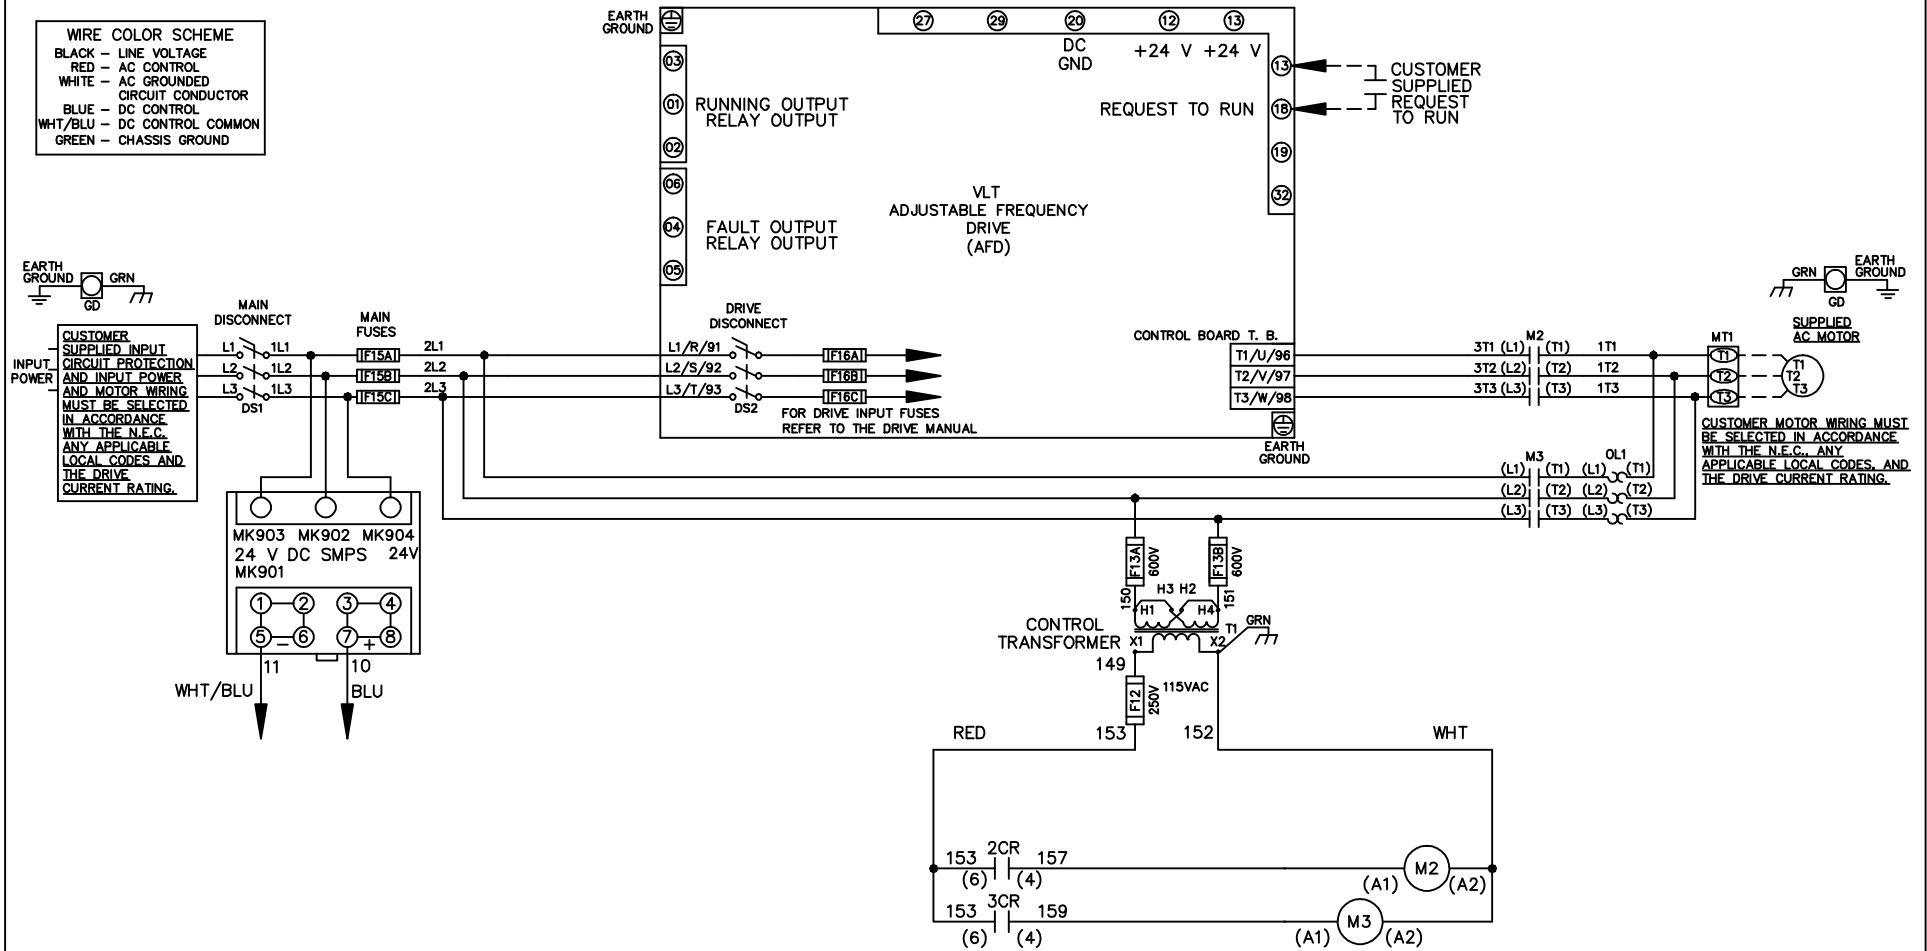 WIRE COLOR SCHEME
BLACK – LINE VOLTAGE
RED – AC CONTROL
WHITE – AC GROUNDED
CIRCUIT CONDUCTOR
BLUE – DC CONTROL
WHT/BLU – DC CONTROL COMMON
GREEN – CHASSIS GROUND
EARTH
GROUND
27 29 20 12 13
DC
GND
+24 V +24 V
03
01
02
RUNNING OUTPUT
RELAY OUTPUT
06
04
05
FAULT OUTPUT
RELAY OUTPUT
13
18
19
32
REQUEST TO RUN
CUSTOMER
SUPPLIED
REQUEST
TO RUN
VLT
ADJUSTABLE FREQUENCY
DRIVE
(AFD)
EARTH
GROUND
GRN
GD
INPUT
POWER
CUSTOMER
SUPPLIED INPUT
CIRCUIT PROTECTION
AND INPUT POWER
AND MOTOR WIRING
MUST BE SELECTED
IN ACCORDANCE
WITH THE N.E.C.
ANY APPLICABLE
LOCAL CODES AND
THE DRIVE
CURRENT RATING.
MAIN
DISCONNECT
L1 1L1
L2 1L2
L3 1L3
DS1
MAIN
FUSES
F15A
F15B
F15C
2L1
2L2
2L3
L1/R/91
L2/S/92
L3/T/93
DRIVE
DISCONNECT
DS2
F16A
F16B
F16C
FOR DRIVE INPUT FUSES
REFER TO THE DRIVE MANUAL
CONTROL BOARD T. B.
T1/U/96
T2/V/97
T3/W/98
EARTH
GROUND
M2
3T1 (L1) (T1) 1T1
3T2 (L2) (T2) 1T2
3T3 (L3) (T3) 1T3
MT1
T1
T2
T3
T1
T2
T3
GRN
GD
EARTH
GROUND
SUPPLIED
AC MOTOR
CUSTOMER MOTOR WIRING MUST
BE SELECTED IN ACCORDANCE
WITH THE N.E.C., ANY
APPLICABLE LOCAL CODES, AND
THE DRIVE CURRENT RATING.
M3 OL1
(L1) (T1) (L1) (T1)
(L2) (T2) (L2) (T2)
(L3) (T3) (L3) (T3)
MK903 MK902 MK904
24 V DC SMPS 24V
MK901
1 2 3 4
5 – 6 7 + 8
11 10
WHT/BLU BLU
F13A 600V
F13B 600V
150 H3 H2 151
H1 H4
CONTROL
TRANSFORMER
X1 X2 T1 GRN
149
F12 250V 115VAC
RED 153 152 WHT
153 2CR 157
(6) (4)
M2
(A1) (A2)
153 3CR 159
(6) (4)
M3
(A1) (A2)